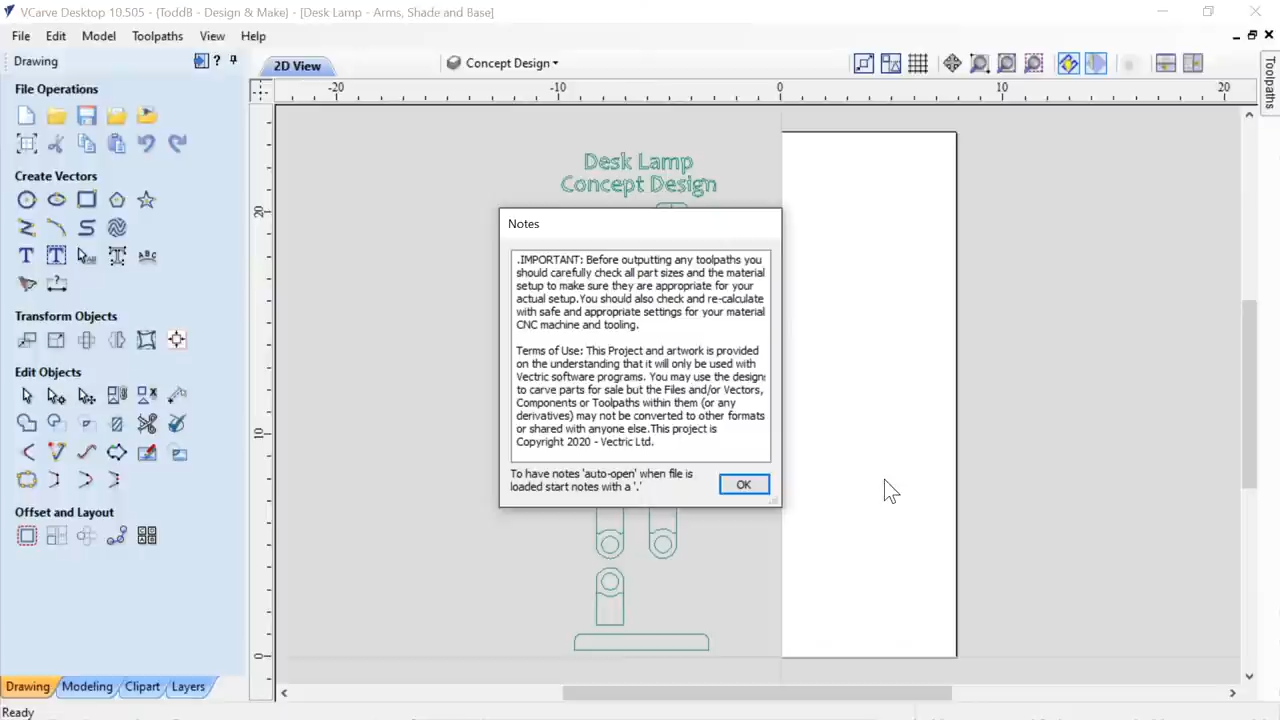 VCarve Desktop 10.505 - (ToddB - Design & Make) - [Desk Lamp - Arms, Shade and Base]
File Edit Model Toolpaths View Help
Drawing
?
2D View
Concept Design
Toolpaths
File Operations
-20 -10 0 10 20
Create Vectors
Desk Lamp
Concept Design
20
10
0
T T T ABC
Transform Objects
Edit Objects
Offset and Layout
Notes
.IMPORTANT: Before outputting any toolpaths you
should carefully check all part sizes and the material
setup to make sure they are appropriate for your
actual setup.You should also check and re-calculate
with safe and appropriate settings for your material
CNC machine and tooling.
Terms of Use: This Project and artwork is provided
on the understanding that it will only be used with
Vectric software programs. You may use the design
to carve parts for sale but the Files and/or Vectors,
Components or Toolpaths within them (or any
derivatives) may not be converted to other formats
or shared with anyone else.This project is
Copyright 2020 - Vectric Ltd.
To have notes 'auto-open' when file is
loaded start notes with a '.'
OK
Drawing Modeling Clipart Layers
Ready